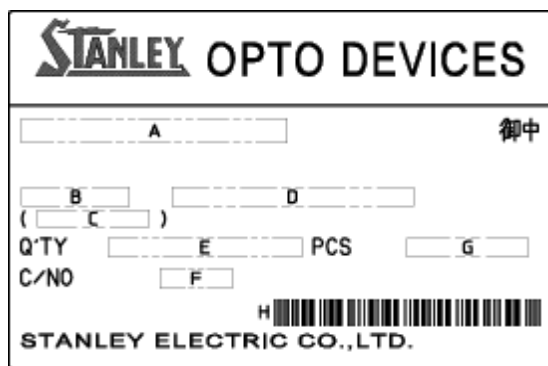 STANLEY OPTO DEVICES
A 御中
B D
( C )
Q'TY E PCS G
C/NO F
H
STANLEY ELECTRIC CO.,LTD.